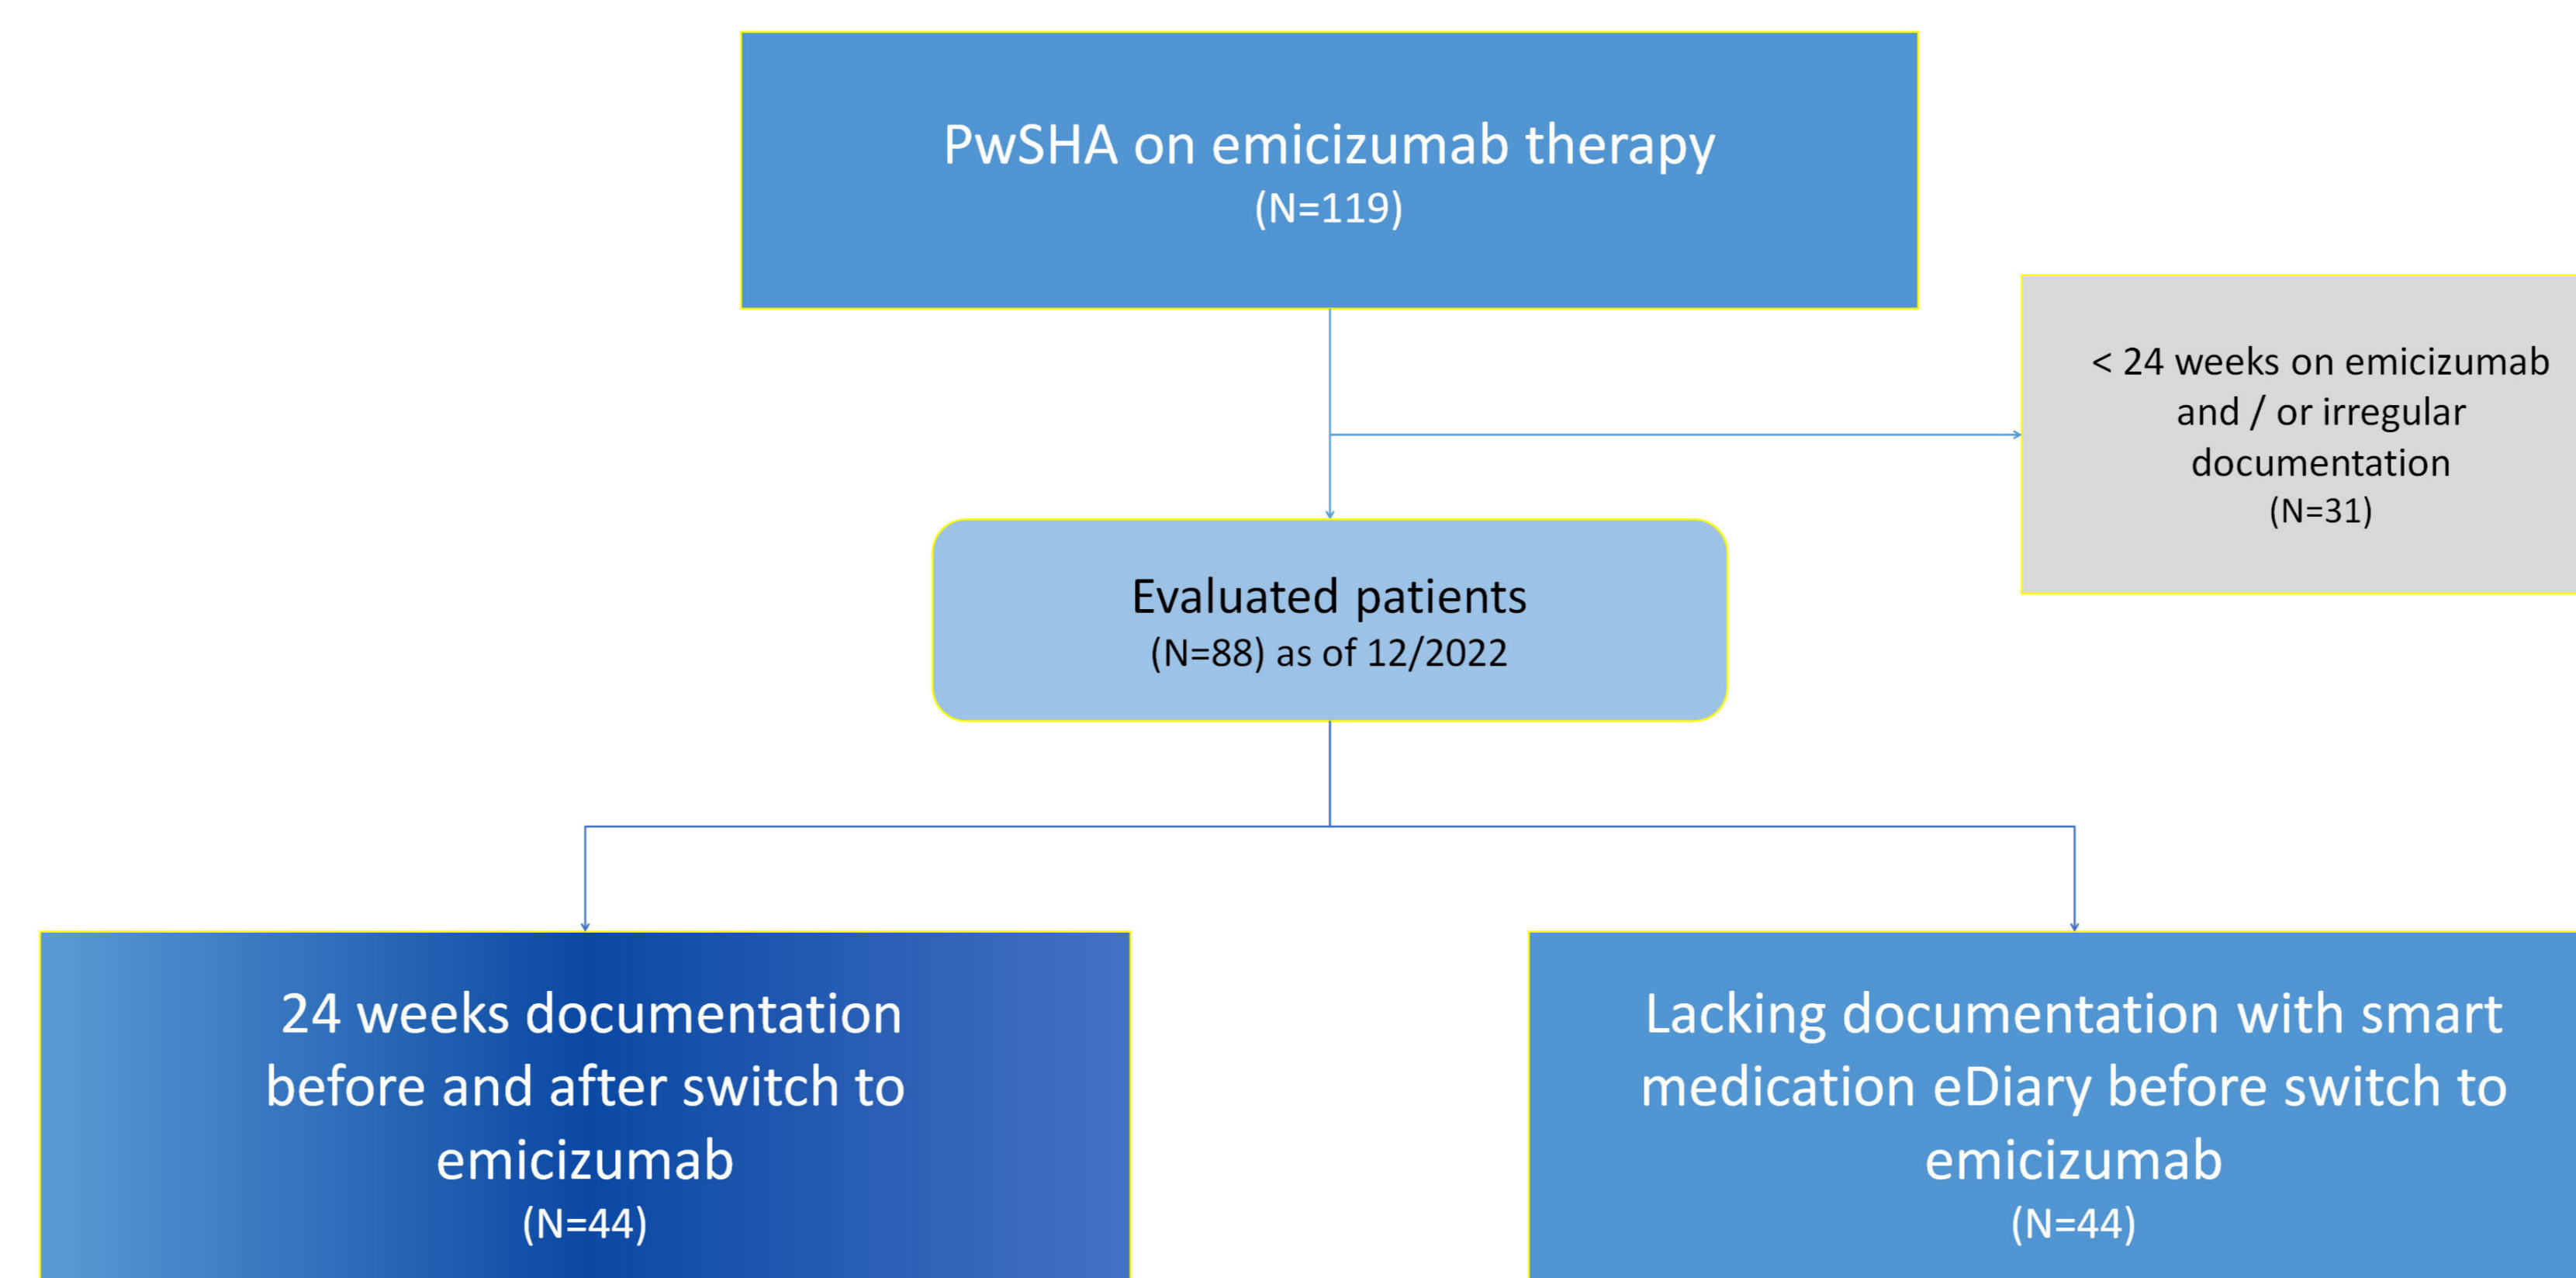 PwSHA on emicizumab therapy
(N=119)
< 24 weeks on emicizumab
and / or irregular
documentation
(N=31)
Evaluated patients
(N=88) as of 12/2022
24 weeks documentation
before and after switch to
emicizumab
(N=44)
Lacking documentation with smart
medication eDiary before switch to
emicizumab
(N=44)